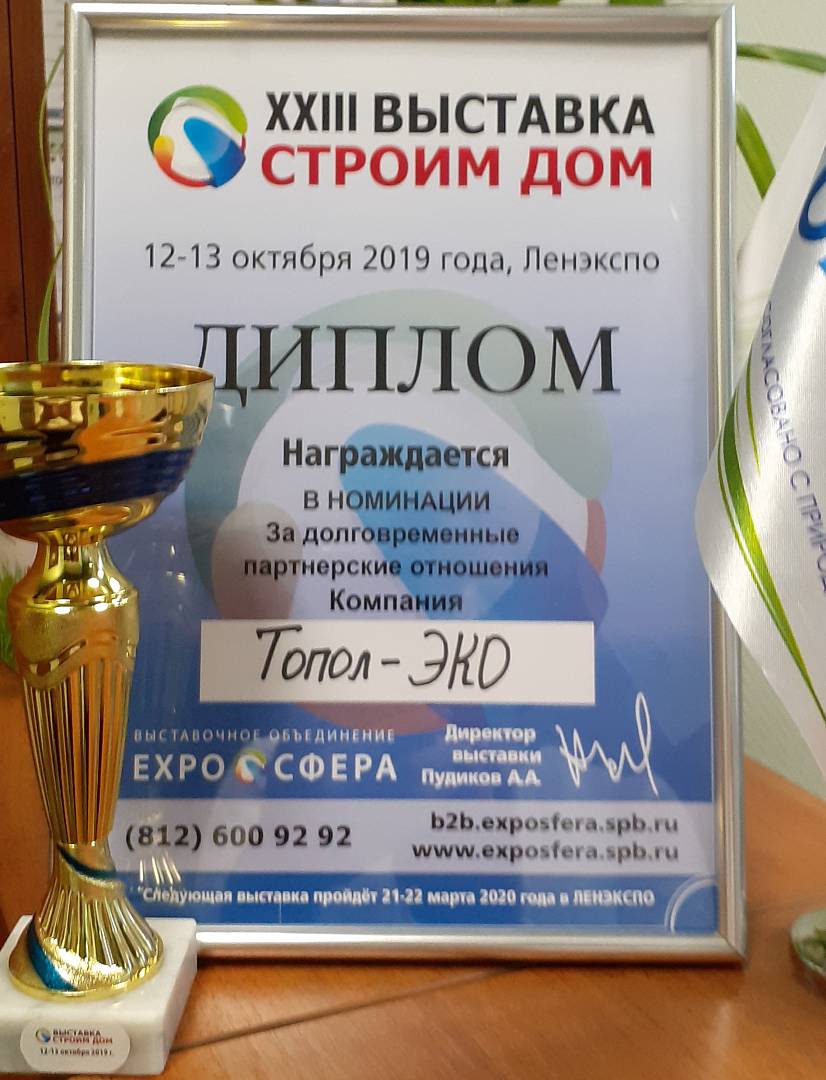 XXIII ВЫСТАВКА
СТРОИМ ДОМ
12-13 октября 2019 года, Ленэкспо
ДИПЛОМ
Награждается
В НОМИНАЦИИ
За долговременные
партнерские отношения
Компания
Топол-ЭКО
ВЫСТАВОЧНОЕ ОБЪЕДИНЕНИЕ
EXPO СФЕРА
Директор
выставки
Пудиков А.А.
(812) 600 92 92
b2b.exposfera.spb.ru
www.exposfera.spb.ru
*Следующая выставка пройдёт 21-22 марта 2020 года в ЛЕНЭКСПО
ВЫСТАВКА
СТРОИМ ДОМ
12-13 октября 2019 г.
СОГЛАСОВАНО С ПРИРОД